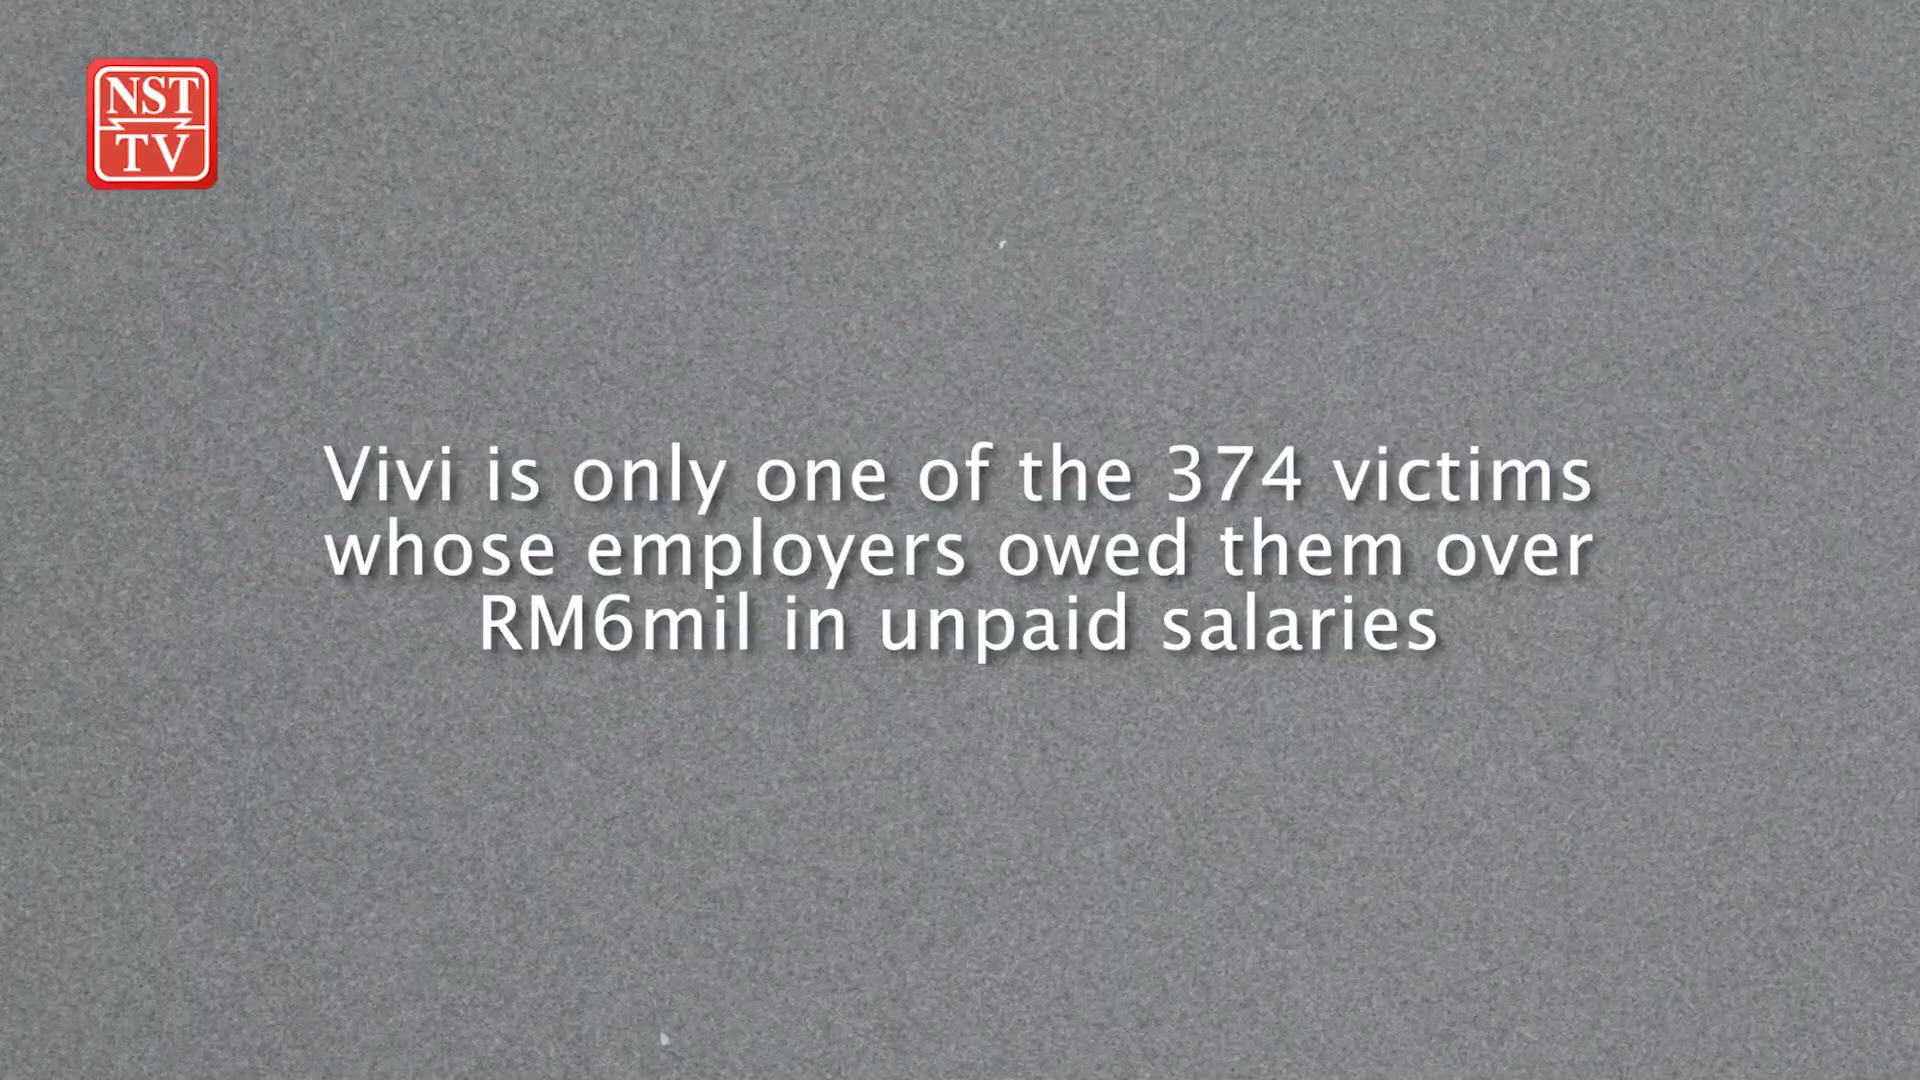 NST
TV
Vivi is only one of the 374 victims
whose employers owed them over
RM6mil in unpaid salaries